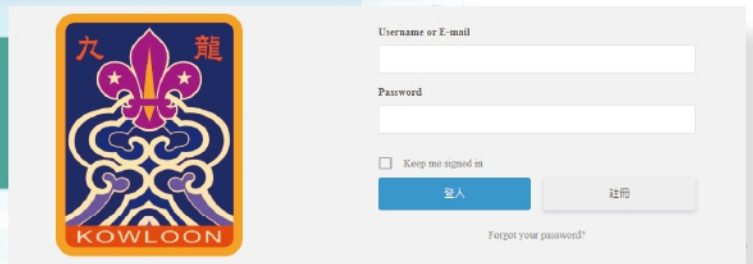 九 龍
KOWLOON
Username or E-mail
Password
Keep me signed in
登入
註冊
Forgot your password?